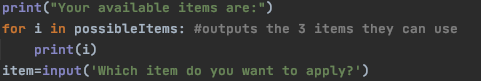 print("Your available items are:")
for i in possibleItems: #outputs the 3 items they can use
    print(i)
item=input('Which item do you want to apply?')